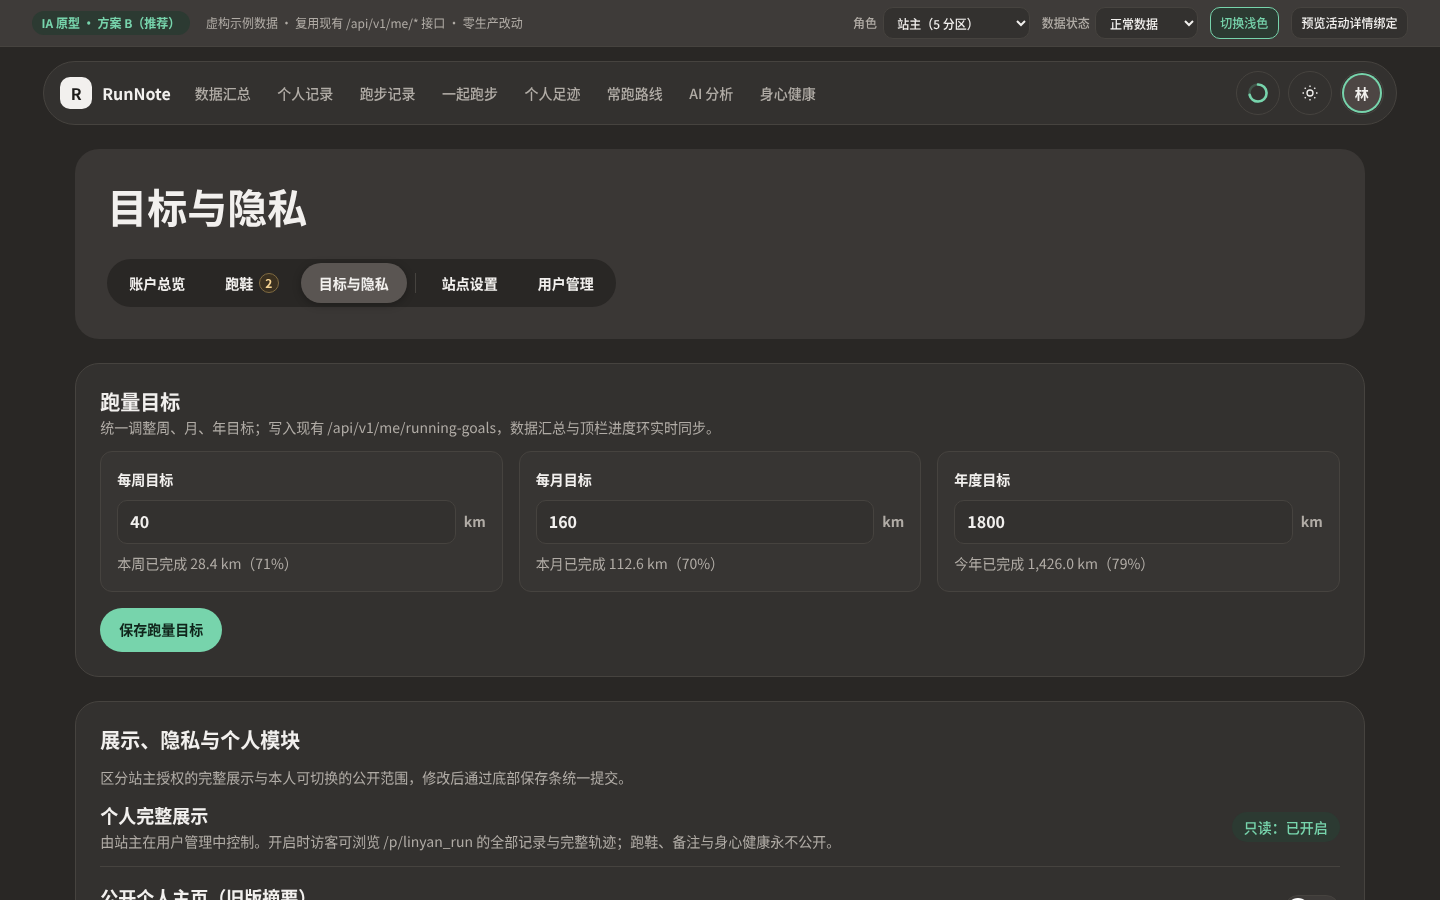 IA 原型 · 方案 B（推荐）
虚构示例数据 · 复用现有 /api/v1/me/* 接口 · 零生产改动
角色
站主（5 分区）
数据状态
正常数据
切换浅色
预览活动详情绑定
R
RunNote
数据汇总
个人记录
跑步记录
一起跑步
个人足迹
常跑路线
AI 分析
身心健康
林
目标与隐私
账户总览
跑鞋
2
目标与隐私
站点设置
用户管理
跑量目标
统一调整周、月、年目标；写入现有 /api/v1/me/running-goals，数据汇总与顶栏进度环实时同步。
每周目标
40
km
本周已完成 28.4 km（71%）
每月目标
160
km
本月已完成 112.6 km（70%）
年度目标
1800
km
今年已完成 1,426.0 km（79%）
保存跑量目标
展示、隐私与个人模块
区分站主授权的完整展示与本人可切换的公开范围，修改后通过底部保存条统一提交。
个人完整展示
由站主在用户管理中控制。开启时访客可浏览 /p/linyan_run 的全部记录与完整轨迹；跑鞋、备注与身心健康永不公开。
只读：已开启
公开个人主页（旧版摘要）